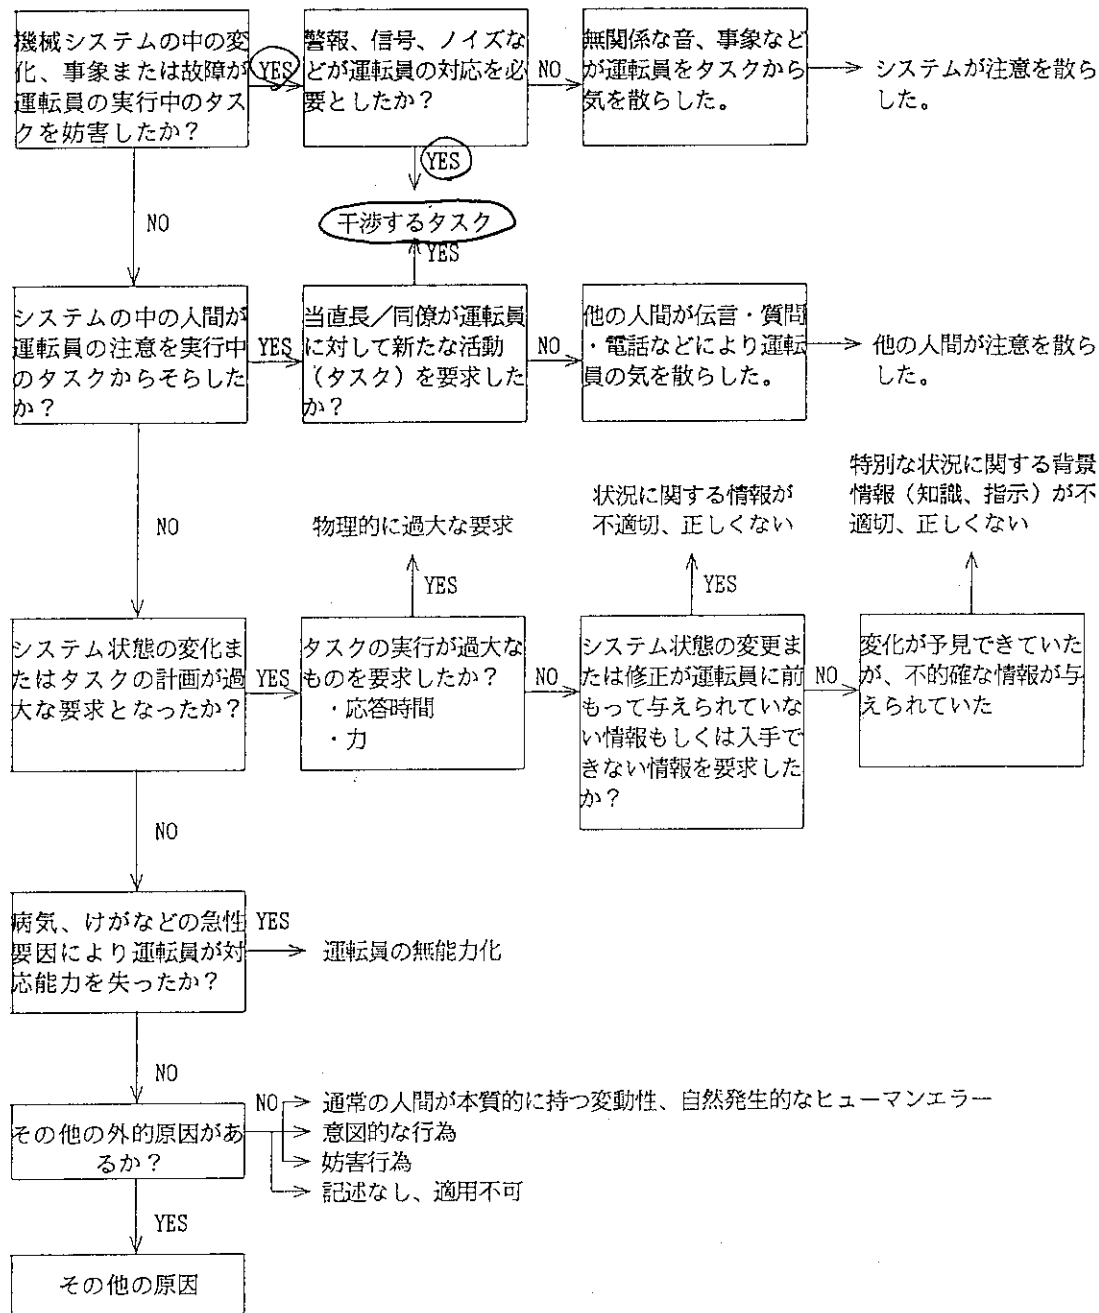 機械システムの中の変
化、事象または故障が
運転員の実行中のタス
クを妨害したか？
YES
警報、信号、ノイズな
どが運転員の対応を必
要としたか？
NO
無関係な音、事象など
が運転員をタスクから
気を散らした。
システムが注意を散ら
した。
YES
NO
干渉するタスク
YES
システムの中の人間が
運転員の注意を実行中
のタスクからそらした
か？
YES
当直長／同僚が運転員
に対して新たな活動
（タスク）を要求した
か？
NO
他の人間が伝言・質問
・電話などにより運転
員の気を散らした。
他の人間が注意を散ら
した。
NO
物理的に過大な要求
状況に関する情報が
不適切、正しくない
特別な状況に関する背景
情報（知識、指示）が不
適切、正しくない
YES
YES
システム状態の変化ま
たはタスクの計画が過
大な要求となったか？
YES
タスクの実行が過大な
ものを要求したか？
・応答時間
・力
NO
システム状態の変更ま
たは修正が運転員に前
もって与えられていな
い情報もしくは入手で
きない情報を要求した
か？
NO
変化が予見できていた
が、不的確な情報が与
えられていた
NO
病気、けがなどの急性
要因により運転員が対
応能力を失ったか？
YES
運転員の無能力化
NO
その他の外的原因があ
るか？
NO
通常の人間が本質的に持つ変動性、自然発生的なヒューマンエラー
意図的な行為
妨害行為
記述なし、適用不可
YES
その他の原因